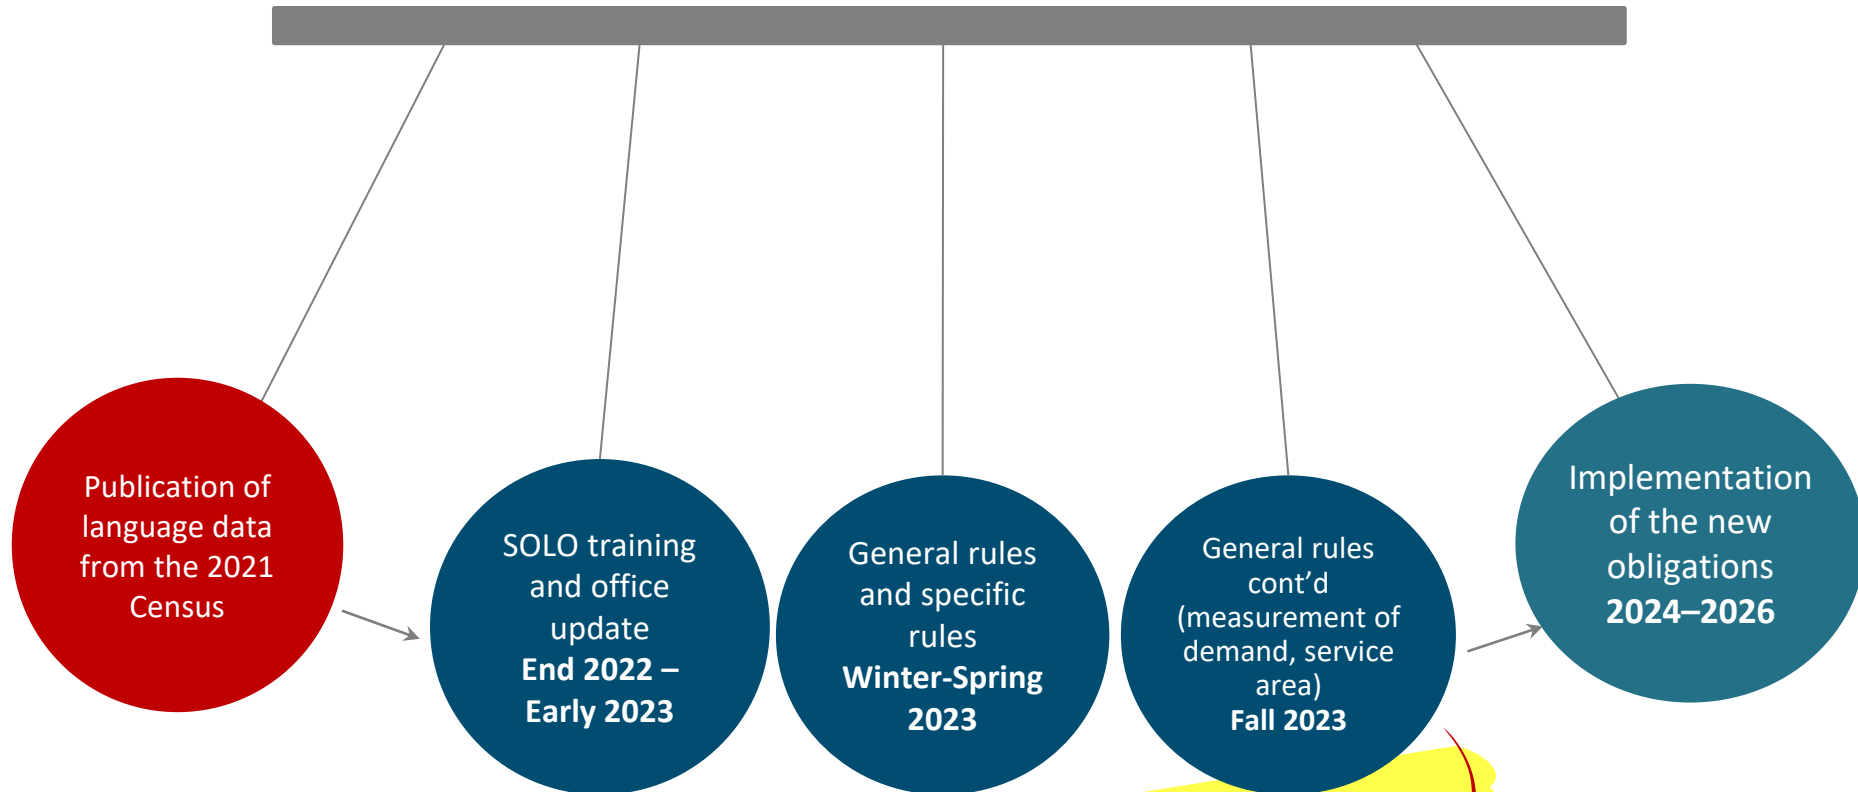 Publication of
language data
from the 2021
Census
SOLO training
and office
update
End 2022 –
Early 2023
General rules
and specific
rules
Winter-Spring
2023
General rules
cont’d
(measurement of
demand, service
area)
Fall 2023
Implementation
of the new
obligations
2024–2026